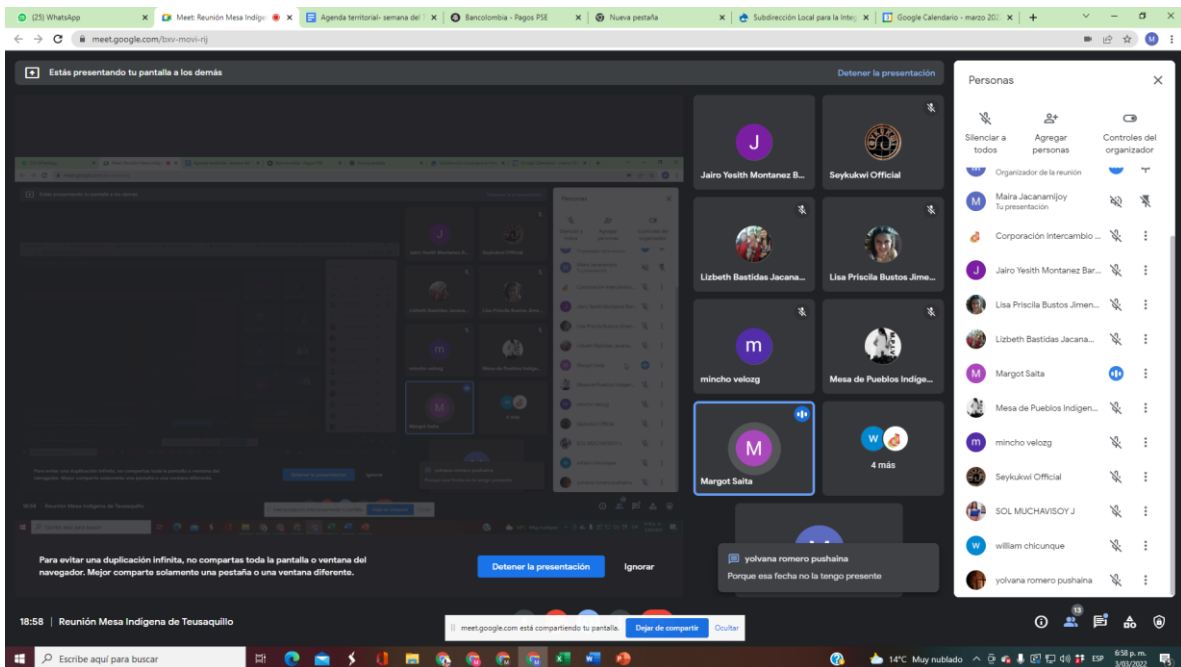 (25) WhatsApp
Meet: Reunión Mesa Indíge
Agenda territorial- semana del
Bancolombia - Pagos PSE
Nueva pestaña
Subdirección Local para la Integ
Google Calendario - marzo 202
meet.google.com/bxv-movi-rij
M
Estás presentando tu pantalla a los demás
Detener la presentación
J
Jairo Yesith Montanez B...
Seykukwi Official
Lizbeth Bastidas Jacana...
Lisa Priscila Bustos Jime...
m
mincho velozg
Mesa de Pueblos Indíge...
M
Margot Saita
W
4 más
yolvana romero pushaina
Porque esa fecha no la tengo presente
Para evitar una duplicación infinita, no compartas toda la pantalla o ventana del
navegador. Mejor comparte solamente una pestaña o una ventana diferente.
Detener la presentación
Ignorar
Personas
Silenciar a
todos
Agregar
personas
Controles del
organizador
Organizador de la reunión
M
Maira Jacanamijoy
Tu presentación
Corporación Intercambio ...
J
Jairo Yesith Montanez Bar...
Lisa Priscila Bustos Jimen...
Lizbeth Bastidas Jacana...
M
Margot Saita
Mesa de Pueblos Indígen...
m
mincho velozg
Seykukwi Official
SOL MUCHAVISOY J
W
william chicunque
yolvana romero pushaina
18:58 | Reunión Mesa Indígena de Teusaquillo
13
meet.google.com está compartiendo tu pantalla.
Dejar de compartir
Ocultar
Escribe aquí para buscar
14°C Muy nublado
ESP
6:58 p. m.
3/03/2022